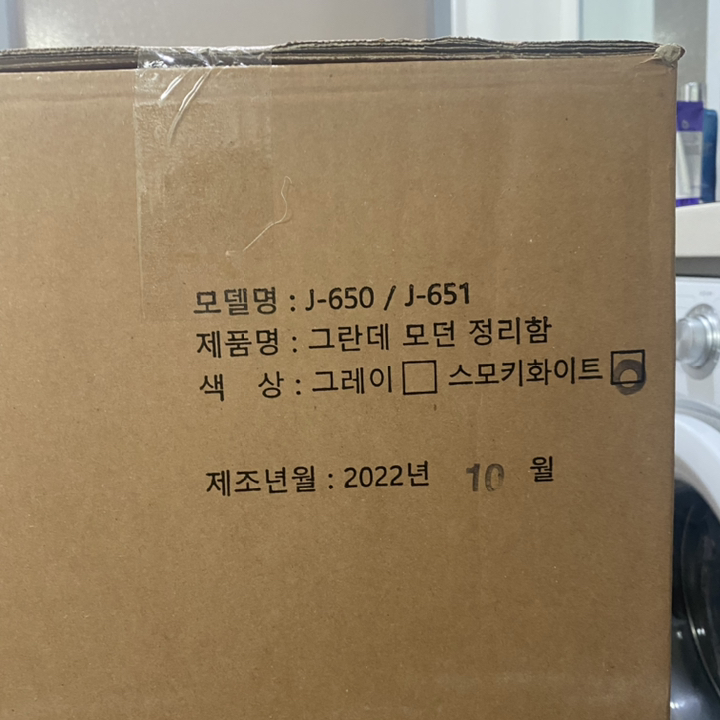 모델명 : J-650 / J-651
제품명 : 그란데 모던 정리함
색 상 : 그레이 □ 스모키화이트 □
제조년월 : 2022년 10 월